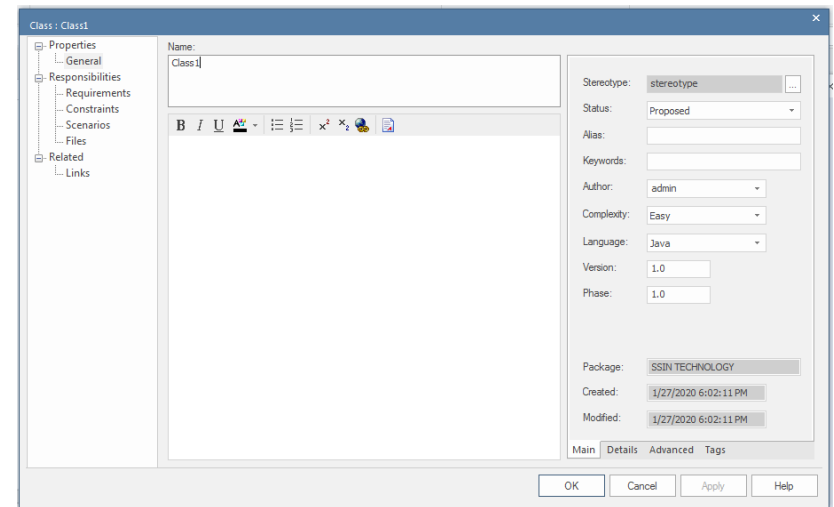 Class : Class1
Properties
General
Responsibilities
Requirements
Constraints
Scenarios
Files
Related
Links
Name:
Class1
B I U A x² ×₂
Stereotype: stereotype ...
Status: Proposed
Alias:
Keywords:
Author: admin
Complexity: Easy
Language: Java
Version: 1.0
Phase: 1.0
Package: SSIN TECHNOLOGY
Created: 1/27/2020 6:02:11 PM
Modified: 1/27/2020 6:02:11 PM
Main Details Advanced Tags
OK Cancel Apply Help